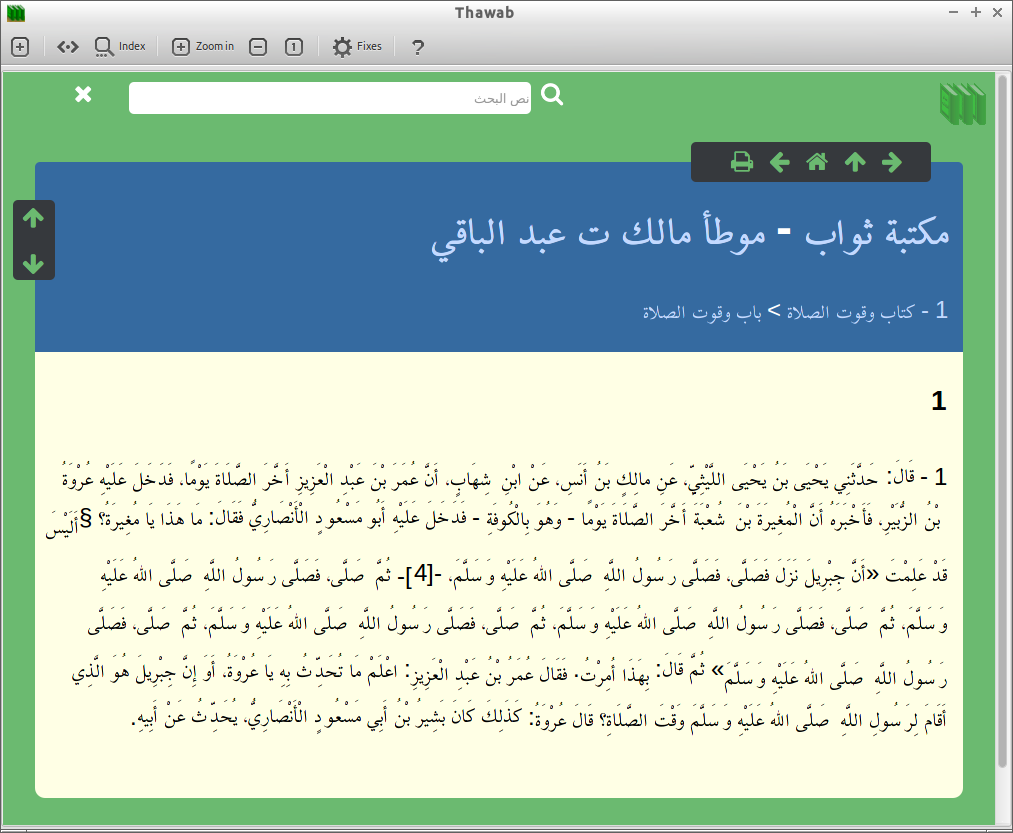 Thawab
Index Zoom in 1 Fixes ?
نص البحث
مكتبة ثواب - موطأ مالك ت عبد الباقي
1 - كتاب وقوت الصلاة > باب وقوت الصلاة
1
1 - قَالَ: حَدَّثَنِي يَحْيَى بْنُ يَحْيَى اللَّيْثِيّ، عَنِ مالِكِ بْنُ أَنَسِ، عَنْ ابْنِ شِهَابٍ، أَنَّ عُمَرَ بْنَ عَبْدِ الْعَزِيزِ أَخَّرَ الصَّلَاةَ يَوْمًا، فَدَخَلَ عَلَيْهِ عُرْوَةُ
بْنُ الزُّبَيْرِ، فَأَخْبَرَهُ أَنَّ الْمُغِيرَةَ بْنَ شعْبَةَ أَخَّرَ الصَّلَاةَ يَوْمًا - وَهُو بِالْكُوفَةِ - فَدَخَلَ عَلَيْهِ أَبُو مَسْعُودٍ الْأَنْصَارِيُّ فَقَالَ: مَا هَذَا يا مُغِيرَةُ؟ §أَلَيْسَ
قَدْ عَلِمْتَ «أَنَّ جِبْرِيلَ نَزَلَ فَصَلَّى، فَصَلَّى رَسُولُ اللَّهِ صَلَّى اللهُ عَلَيْهِ وَسَلَّمَ، -[4]- ثُمَّ صَلَّى، فَصَلَّى رَسُولُ اللَّهِ صَلَّى اللهُ عَلَيْهِ
وَسَلَّمَ، ثُمَّ صَلَّى، فَصَلَّى رَسُولُ اللَّهِ صَلَّى اللهُ عَلَيْهِ وَسَلَّمَ، ثُمَّ صَلَّى، فَصَلَّى رَسُولُ اللَّهِ صَلَّى اللهُ عَلَيْهِ وَسَلَّمَ، ثُمَّ صَلَّى، فَصَلَّى
رَسُولُ اللَّهِ صَلَّى اللهُ عَلَيْهِ وَسَلَّمَ» ثُمَّ قَالَ: بِهَذَا أُمِرْتُ. فَقَالَ عُمَرُ بْنُ عَبْدِ الْعَزِيزِ: اعْلَمْ مَا تُحَدِّثُ بِهِ يَا عُرْوَةُ، أَوَ إِنَّ جِبْرِيلَ هُوَ الَّذِي
أَقَامَ لِرَسُولِ اللَّهِ صَلَّى اللهُ عَلَيْهِ وَسَلَّمَ وَقْتَ الصَّلَاةِ؟ قَالَ عُرْوَةُ: كَذَلِكَ كَانَ بَشِيرُ بْنُ أَبِي مَسْعُودٍ الْأَنْصَارِيُّ، يُحَدِّثُ عَنْ أَبِيهِ.